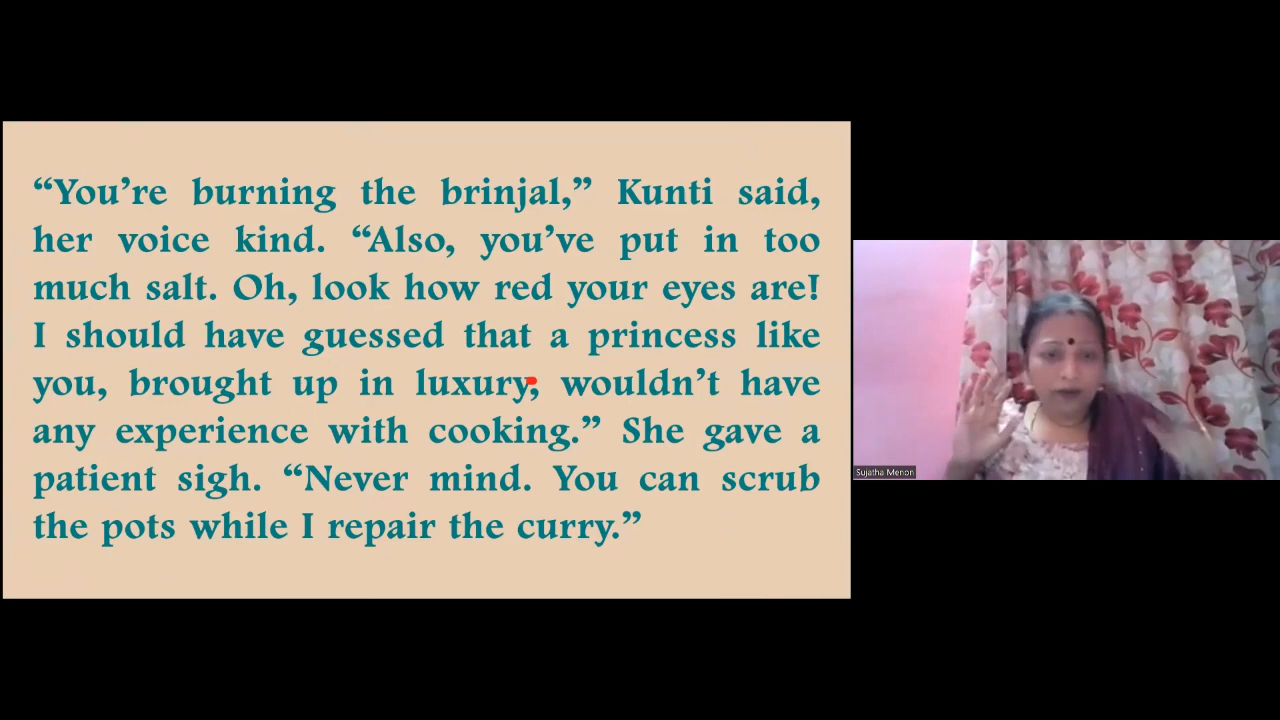 “You’re burning the brinjal,” Kunti said,
her voice kind. “Also, you’ve put in too
much salt. Oh, look how red your eyes are!
I should have guessed that a princess like
you, brought up in luxury, wouldn’t have
any experience with cooking.” She gave a
patient sigh. “Never mind. You can scrub
the pots while I repair the curry.”
Sujatha Menon